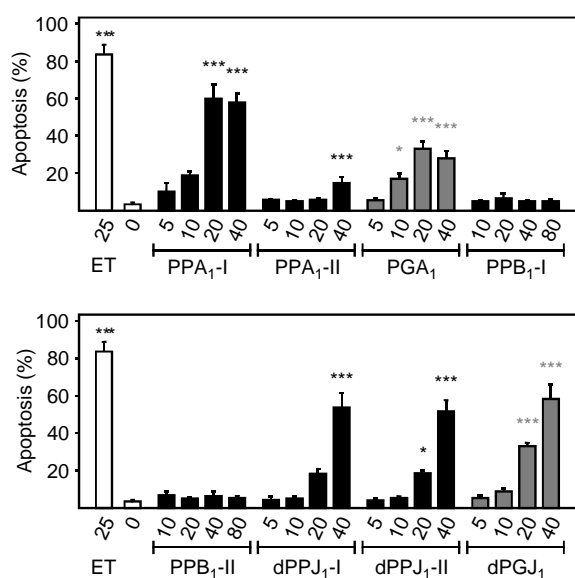 Apoptosis (%)
100
80
60
40
20
*** *** *** *** * *** ***
25 0 5 10 20 40 5 10 20 40 5 10 20 40 10 20 40 80
ET PPA₁-I PPA₁-II PGA₁ PPB₁-I
Apoptosis (%)
100
80
60
40
20
*** *** * *** *** ***
25 0 10 20 40 80 5 10 20 40 5 10 20 40 5 10 20 40
ET PPB₁-II dPPJ₁-I dPPJ₁-II dPGJ₁